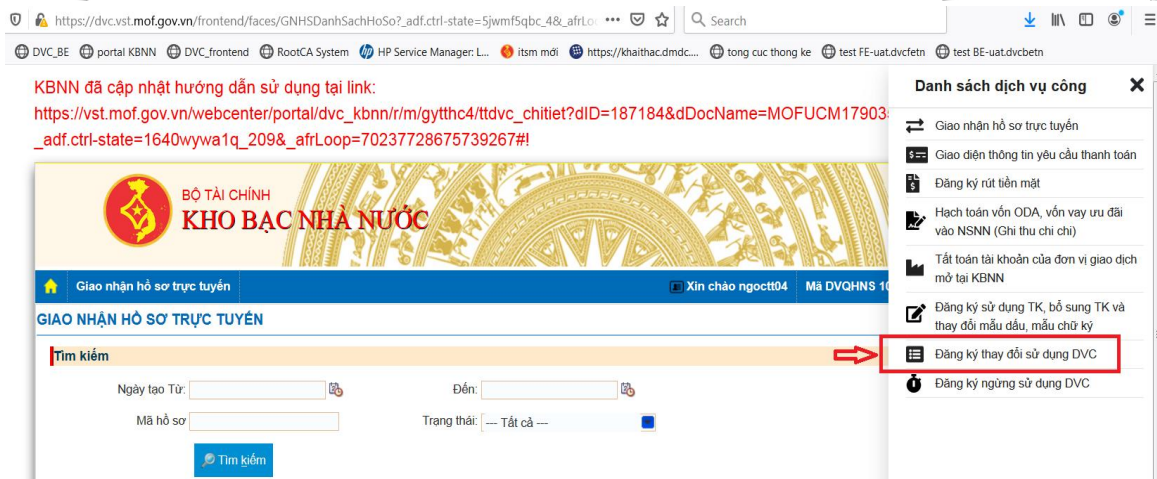 https://dvc.vst.mof.gov.vn/frontend/faces/GNHSDanhSachHoSo?_adf.ctrl-state=5jwmf5qbc_4&_afrLo
Search
DVC_BE
portal KBNN
DVC_frontend
RootCA System
HP Service Manager: L...
itsm mới
https://khaithac.dmdc....
tong cuc thong ke
test FE-uat.dvcfetn
test BE-uat.dvcbetn
KBNN đã cập nhật hướng dẫn sử dụng tại link:
https://vst.mof.gov.vn/webcenter/portal/dvc_kbnn/r/m/gytthc4/ttdvc_chitiet?dID=187184&dDocName=MOFUCM17903
_adf.ctrl-state=1640wywa1q_209&_afrLoop=70237728675739267#!
BỘ TÀI CHÍNH
KHO BẠC NHÀ NƯỚC
Giao nhận hồ sơ trực tuyến
Xin chào ngoctt04
Mã DVQHNS 10
GIAO NHẬN HỒ SƠ TRỰC TUYẾN
Tìm kiếm
Ngày tạo Từ:
Đến:
Mã hồ sơ
Trạng thái:
--- Tất cả ---
Tìm kiếm
Danh sách dịch vụ công
Giao nhận hồ sơ trực tuyến
Giao diện thông tin yêu cầu thanh toán
Đăng ký rút tiền mặt
Hạch toán vốn ODA, vốn vay ưu đãi
vào NSNN (Ghi thu chi chi)
Tất toán tài khoản của đơn vị giao dịch
mở tại KBNN
Đăng ký sử dụng TK, bổ sung TK và
thay đổi mẫu dấu, mẫu chữ ký
Đăng ký thay đổi sử dụng DVC
Đăng ký ngừng sử dụng DVC